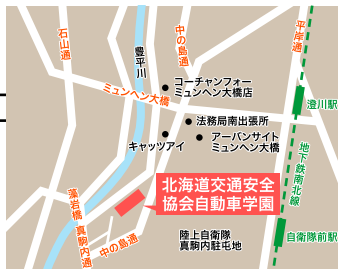 石山通
豊平川
中の島通
平岸通
コーチャンフォー
ミュンヘン大橋店
ミュンヘン大橋
澄川駅
法務局南出張所
キャッツアイ
アーバンサイト
ミュンヘン大橋
地下鉄南北線
北海道交通安全
協会自動車学園
藻岩橋
真駒内通
中の島通
陸上自衛隊
真駒内駐屯地
自衛隊前駅